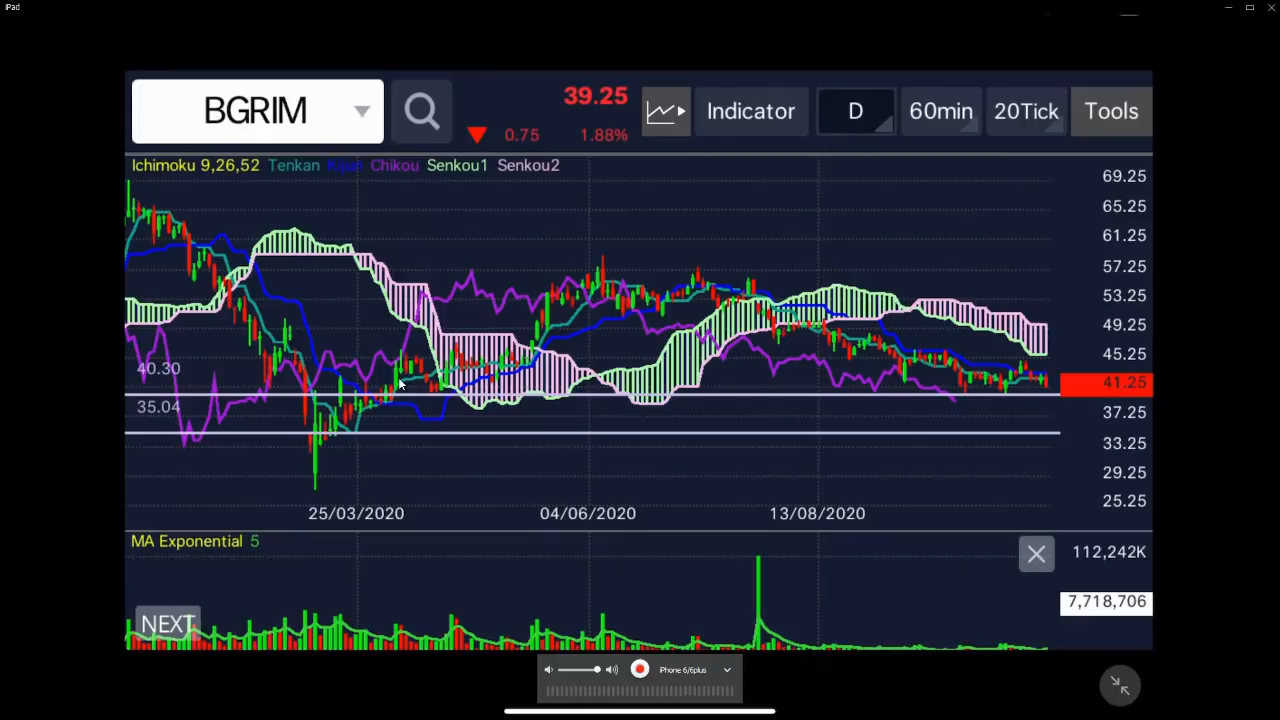 iPad
BGRIM
39.25
0.75 1.88%
Indicator
D
60min
20Tick
Tools
Ichimoku 9,26,52 Tenkan Kijun Chikou Senkou1 Senkou2
69.25
65.25
61.25
57.25
53.25
49.25
45.25
41.25
37.25
33.25
29.25
25.25
40.30
35.04
25/03/2020 04/06/2020 13/08/2020
MA Exponential 5
112,242K
7,718,706
NEXT
iPhone 6/6plus